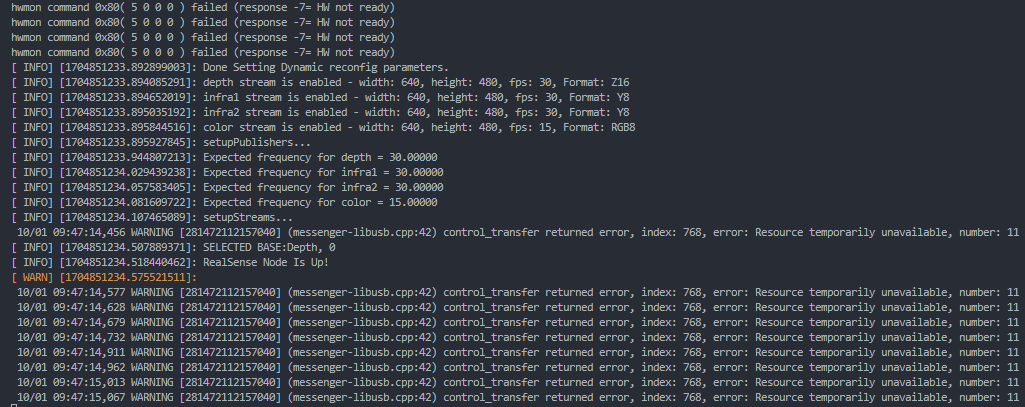 hwmon command 0x80( 5 0 0 0 ) failed (response -7= HW not ready)
hwmon command 0x80( 5 0 0 0 ) failed (response -7= HW not ready)
hwmon command 0x80( 5 0 0 0 ) failed (response -7= HW not ready)
hwmon command 0x80( 5 0 0 0 ) failed (response -7= HW not ready)
[ INFO] [1704851233.892899003]: Done Setting Dynamic reconfig parameters.
[ INFO] [1704851233.894085291]: depth stream is enabled - width: 640, height: 480, fps: 30, Format: Z16
[ INFO] [1704851233.894652019]: infra1 stream is enabled - width: 640, height: 480, fps: 30, Format: Y8
[ INFO] [1704851233.895035192]: infra2 stream is enabled - width: 640, height: 480, fps: 30, Format: Y8
[ INFO] [1704851233.895844516]: color stream is enabled - width: 640, height: 480, fps: 15, Format: RGB8
[ INFO] [1704851233.895927845]: setupPublishers...
[ INFO] [1704851233.944807213]: Expected frequency for depth = 30.00000
[ INFO] [1704851234.029439238]: Expected frequency for infra1 = 30.00000
[ INFO] [1704851234.057583405]: Expected frequency for infra2 = 30.00000
[ INFO] [1704851234.081609722]: Expected frequency for color = 15.00000
[ INFO] [1704851234.107465089]: setupStreams...
10/01 09:47:14,456 WARNING [281472112157040] (messenger-libusb.cpp:42) control_transfer returned error, index: 768, error: Resource temporarily unavailable, number: 11
[ INFO] [1704851234.507889371]: SELECTED BASE:Depth, 0
[ INFO] [1704851234.518440462]: RealSense Node Is Up!
[ WARN] [1704851234.575521511]:
10/01 09:47:14,577 WARNING [281472112157040] (messenger-libusb.cpp:42) control_transfer returned error, index: 768, error: Resource temporarily unavailable, number: 11
10/01 09:47:14,628 WARNING [281472112157040] (messenger-libusb.cpp:42) control_transfer returned error, index: 768, error: Resource temporarily unavailable, number: 11
10/01 09:47:14,679 WARNING [281472112157040] (messenger-libusb.cpp:42) control_transfer returned error, index: 768, error: Resource temporarily unavailable, number: 11
10/01 09:47:14,732 WARNING [281472112157040] (messenger-libusb.cpp:42) control_transfer returned error, index: 768, error: Resource temporarily unavailable, number: 11
10/01 09:47:14,911 WARNING [281472112157040] (messenger-libusb.cpp:42) control_transfer returned error, index: 768, error: Resource temporarily unavailable, number: 11
10/01 09:47:14,962 WARNING [281472112157040] (messenger-libusb.cpp:42) control_transfer returned error, index: 768, error: Resource temporarily unavailable, number: 11
10/01 09:47:15,013 WARNING [281472112157040] (messenger-libusb.cpp:42) control_transfer returned error, index: 768, error: Resource temporarily unavailable, number: 11
10/01 09:47:15,067 WARNING [281472112157040] (messenger-libusb.cpp:42) control_transfer returned error, index: 768, error: Resource temporarily unavailable, number: 11